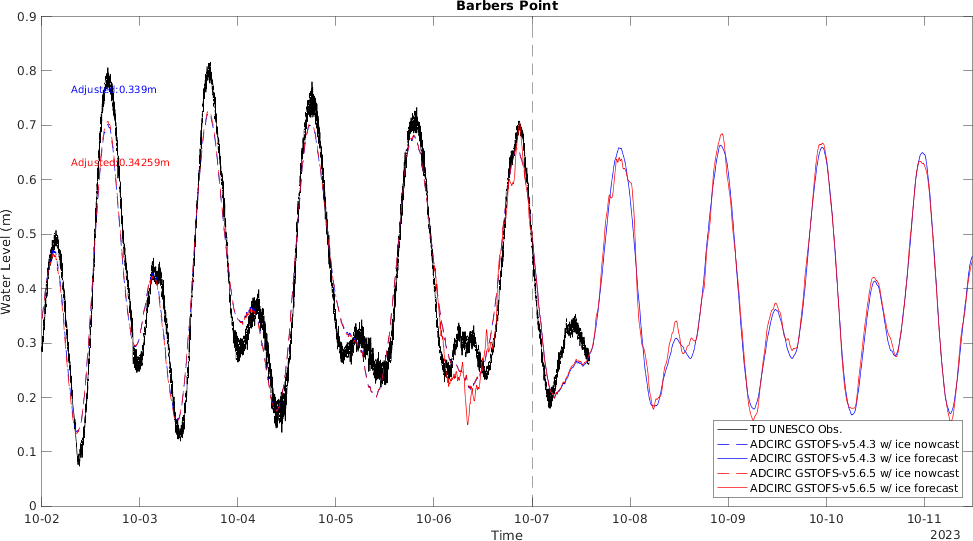 Barbers Point
0.9
0.8
0.7
0.6
0.5
0.4
0.3
0.2
0.1
0
Water Level (m)
Adjusted:0.339m
Adjusted:0.34259m
TD UNESCO Obs.
ADCIRC GSTOFS-v5.4.3 w/ ice nowcast
ADCIRC GSTOFS-v5.4.3 w/ ice forecast
ADCIRC GSTOFS-v5.6.5 w/ ice nowcast
ADCIRC GSTOFS-v5.6.5 w/ ice forecast
10-02 10-03 10-04 10-05 10-06 10-07 10-08 10-09 10-10 10-11
Time
2023